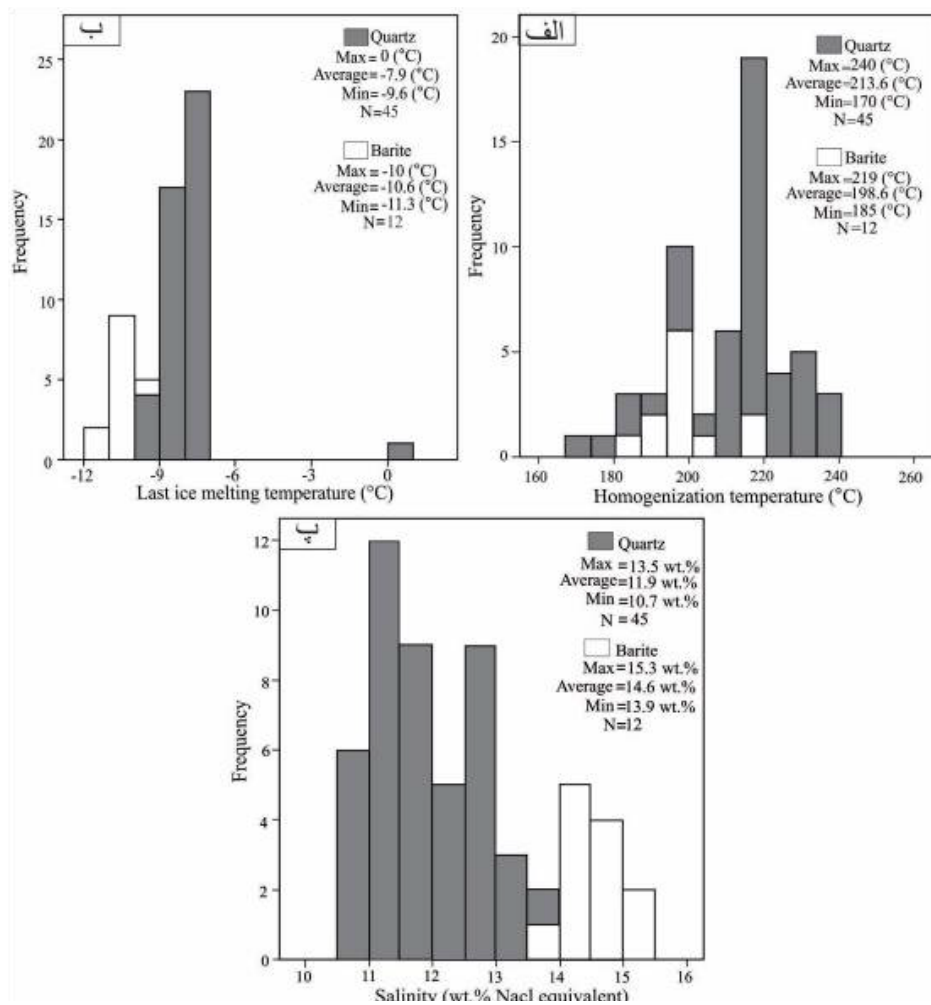 ب
Quartz
Max= 0 (°C)
Average=-7.9 (°C)
Min=-9.6 (°C)
N=45
Barite
Max=-10 (°C)
Average=-10.6 (°C)
Min=-11.3 (°C)
N=12
Frequency
25
20
15
10
5
0
-12 -9 -6 -3 0
Last ice melting temperature (°C)
الف
Quartz
Max=240 (°C)
Average=213.6 (°C)
Min=170 (°C)
N=45
Barite
Max=219 (°C)
Average=198.6 (°C)
Min=185 (°C)
N=12
Frequency
20
15
10
5
0
160 180 200 220 240 260
Homogenization temperature (°C)
Quartz
Max =13.5 wt.%
Average=11.9 wt.%
Min =10.7 wt.%
N = 45
Barite
Max=15.3 wt.%
Average=14.6 wt.%
Min=13.9 wt.%
N=12
Frequency
12
10
8
6
4
2
0
10 11 12 13 14 15 16
Salinity (wt.% Nacl equivalent)